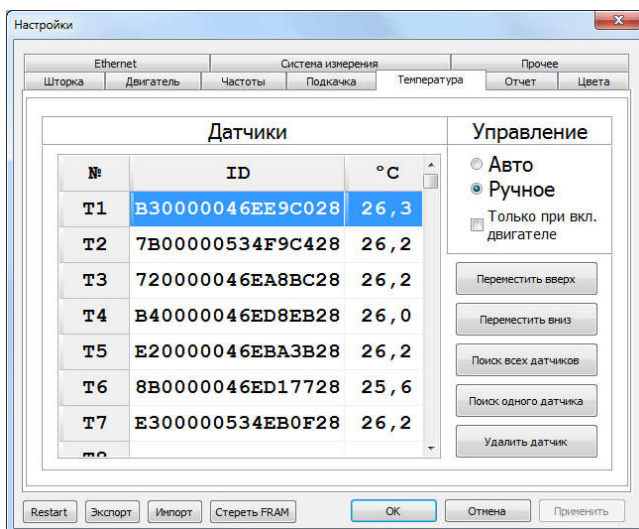 Настройки
Ethernet Система измерения Прочее
Шторка Двигатель Частоты Подкачка Температура Отчет Цвета
Датчики
№ ID °C
T1 B30000046EE9C028 26,3
T2 7B00000534F9C428 26,2
T3 720000046EA8BC28 26,2
T4 B40000046ED8EB28 26,0
T5 E20000046EBA3B28 26,2
T6 8B0000046ED17728 25,6
T7 E300000534EB0F28 26,2
Управление
Авто
Ручное
Только при вкл.
двигателе
Переместить вверх
Переместить вниз
Поиск всех датчиков
Поиск одного датчика
Удалить датчик
Restart Экспорт Импорт Стереть FRAM OK Отмена Применить